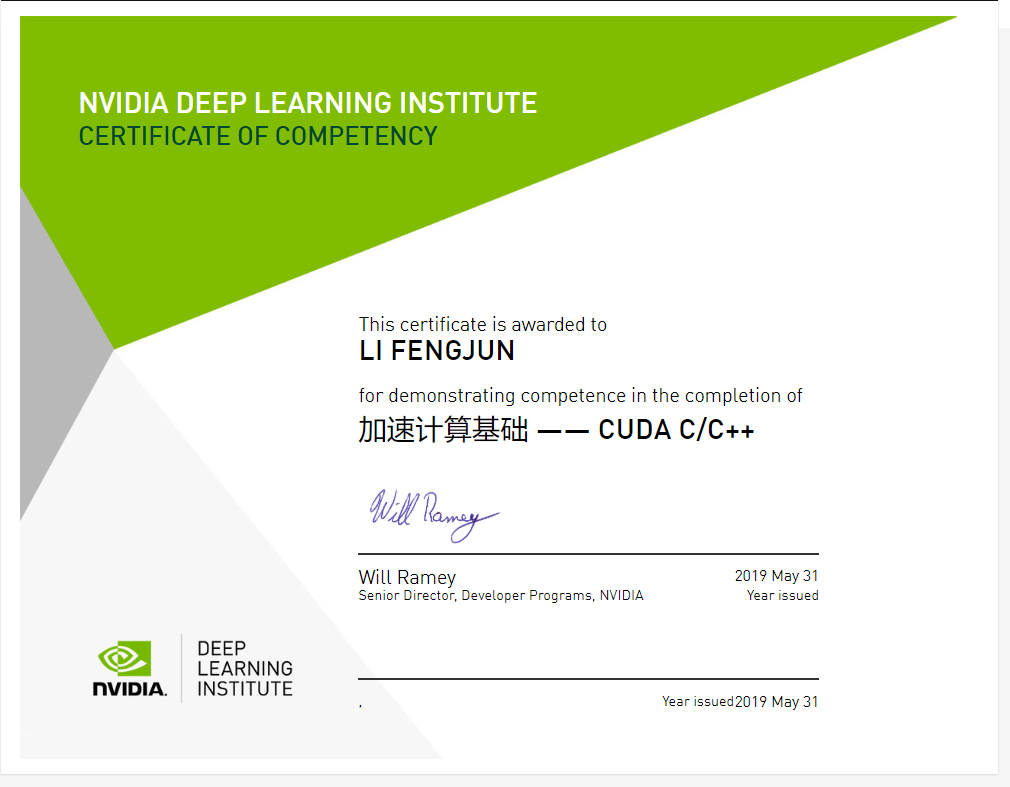 NVIDIA DEEP LEARNING INSTITUTE
CERTIFICATE OF COMPETENCY
This certificate is awarded to
LI FENGJUN
for demonstrating competence in the completion of
加速计算基础 —— CUDA C/C++
Will Ramey
Will Ramey
2019 May 31
Senior Director, Developer Programs, NVIDIA
Year issued
DEEP
LEARNING
INSTITUTE
NVIDIA.
,
Year issued2019 May 31